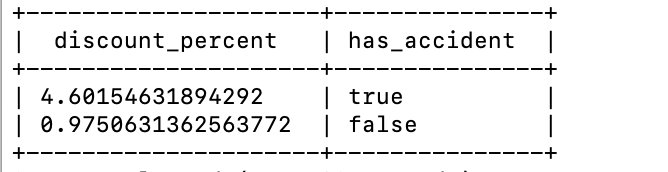 +----------------------+---------------+
| discount_percent | has_accident |
+----------------------+---------------+
| 4.60154631894292 | true |
| 0.9750631362563772 | false |
+----------------------+---------------+